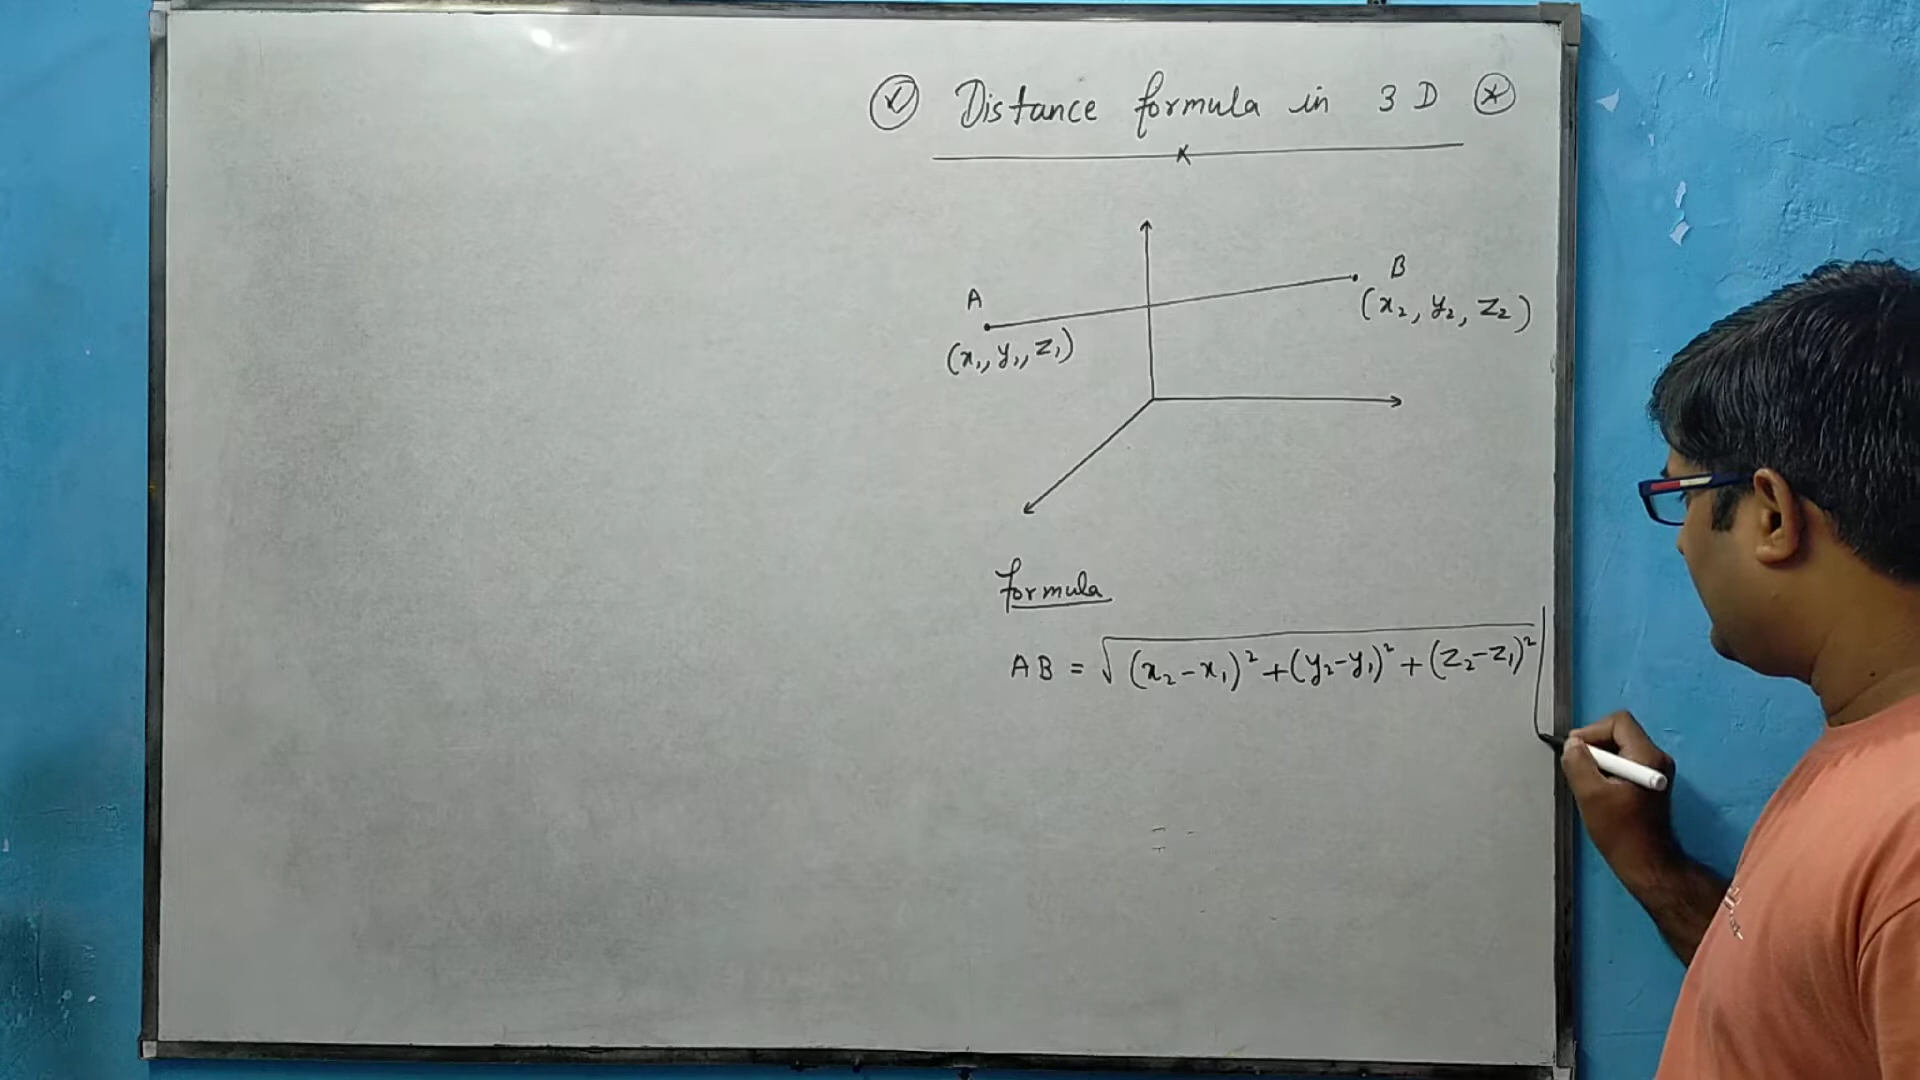 Distance formula in 3 D
A
(x₁, y₁, z₁)
B
(x₂, y₂, z₂)
formula
AB = √(x₂-x₁)²+(y₂-y₁)²+(z₂-z₁)²